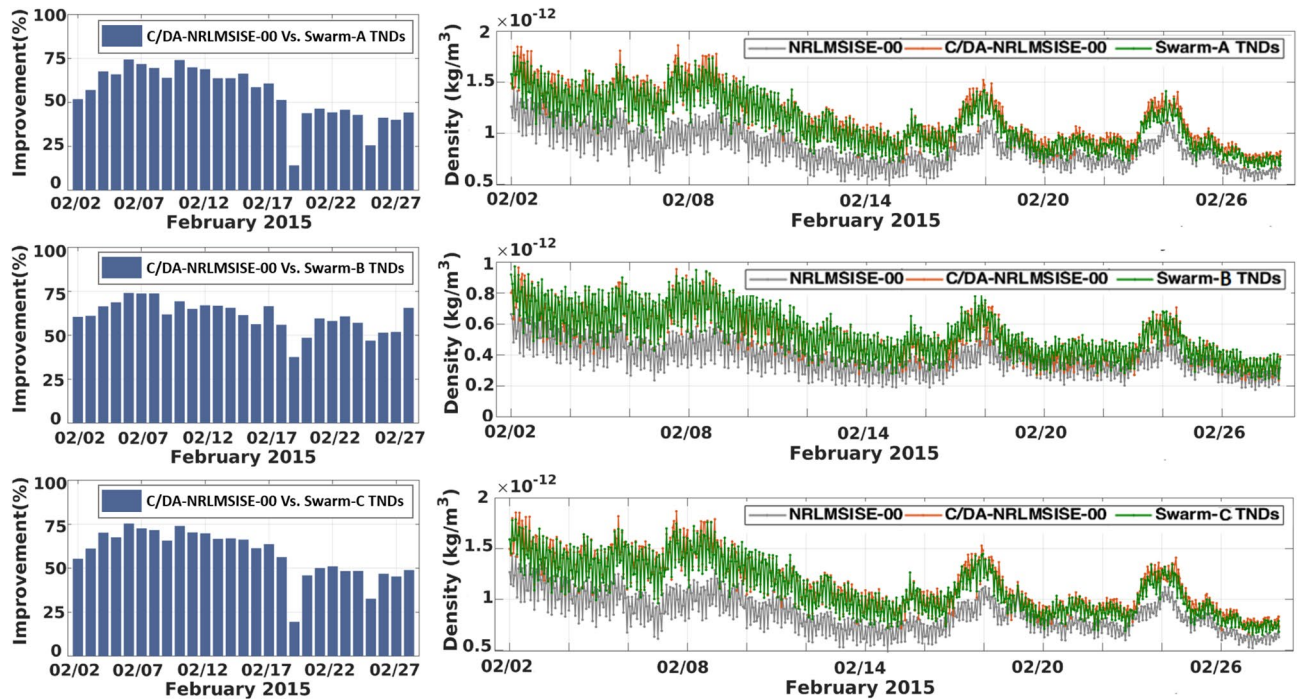 C/DA-NRLMSISE-00 Vs. Swarm-A TNDs
Improvement(%)
100
75
50
25
0
02/02 02/07 02/12 02/17 02/22 02/27
February 2015
×10⁻¹²
NRLMSISE-00 C/DA-NRLMSISE-00 Swarm-A TNDs
Density (kg/m³)
2
1.5
1
0.5
02/02 02/08 02/14 02/20 02/26
February 2015
C/DA-NRLMSISE-00 Vs. Swarm-B TNDs
Improvement(%)
100
75
50
25
0
02/02 02/07 02/12 02/17 02/22 02/27
February 2015
×10⁻¹²
NRLMSISE-00 C/DA-NRLMSISE-00 Swarm-B TNDs
Density (kg/m³)
1
0.8
0.6
0.4
0.2
0
02/02 02/08 02/14 02/20 02/26
February 2015
C/DA-NRLMSISE-00 Vs. Swarm-C TNDs
Improvement(%)
100
75
50
25
0
02/02 02/07 02/12 02/17 02/22 02/27
February 2015
×10⁻¹²
NRLMSISE-00 C/DA-NRLMSISE-00 Swarm-C TNDs
Density (kg/m³)
2
1.5
1
0.5
02/02 02/08 02/14 02/20 02/26
February 2015